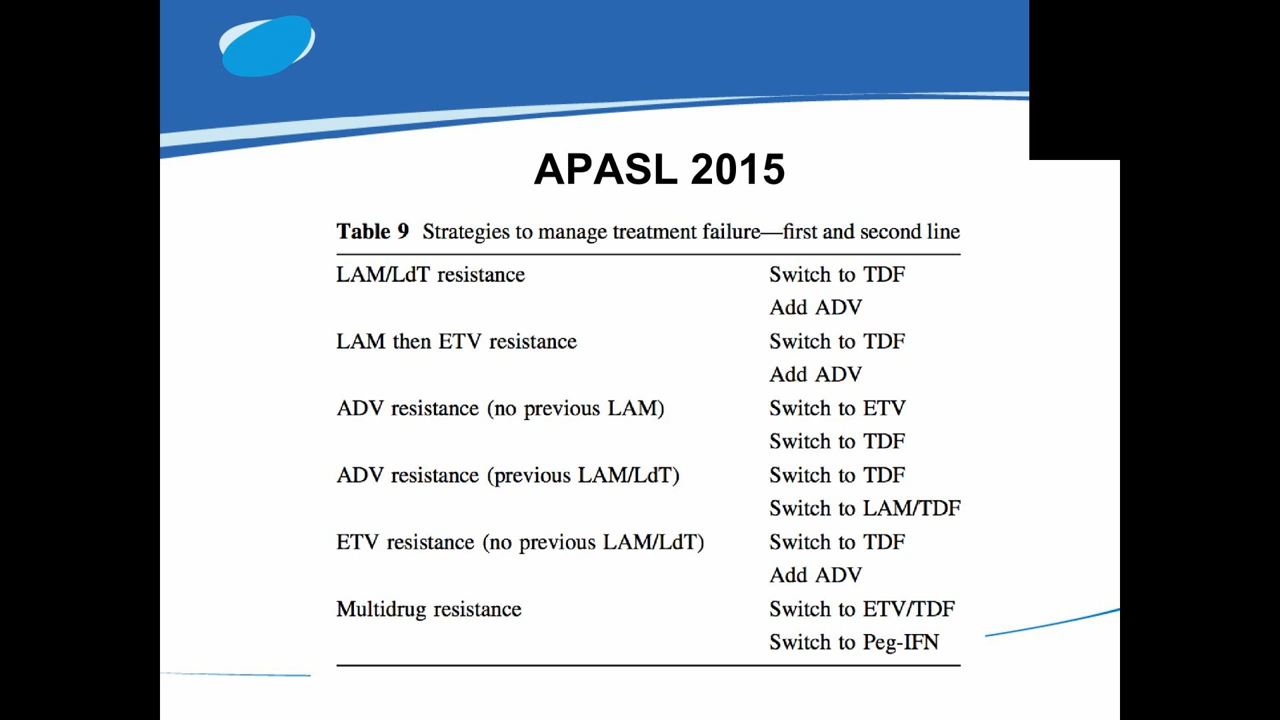 APASL 2015
Table 9 Strategies to manage treatment failure—first and second line
LAM/LdT resistance Switch to TDF
Add ADV
LAM then ETV resistance Switch to TDF
Add ADV
ADV resistance (no previous LAM) Switch to ETV
Switch to TDF
ADV resistance (previous LAM/LdT) Switch to TDF
Switch to LAM/TDF
ETV resistance (no previous LAM/LdT) Switch to TDF
Add ADV
Multidrug resistance Switch to ETV/TDF
Switch to Peg-IFN